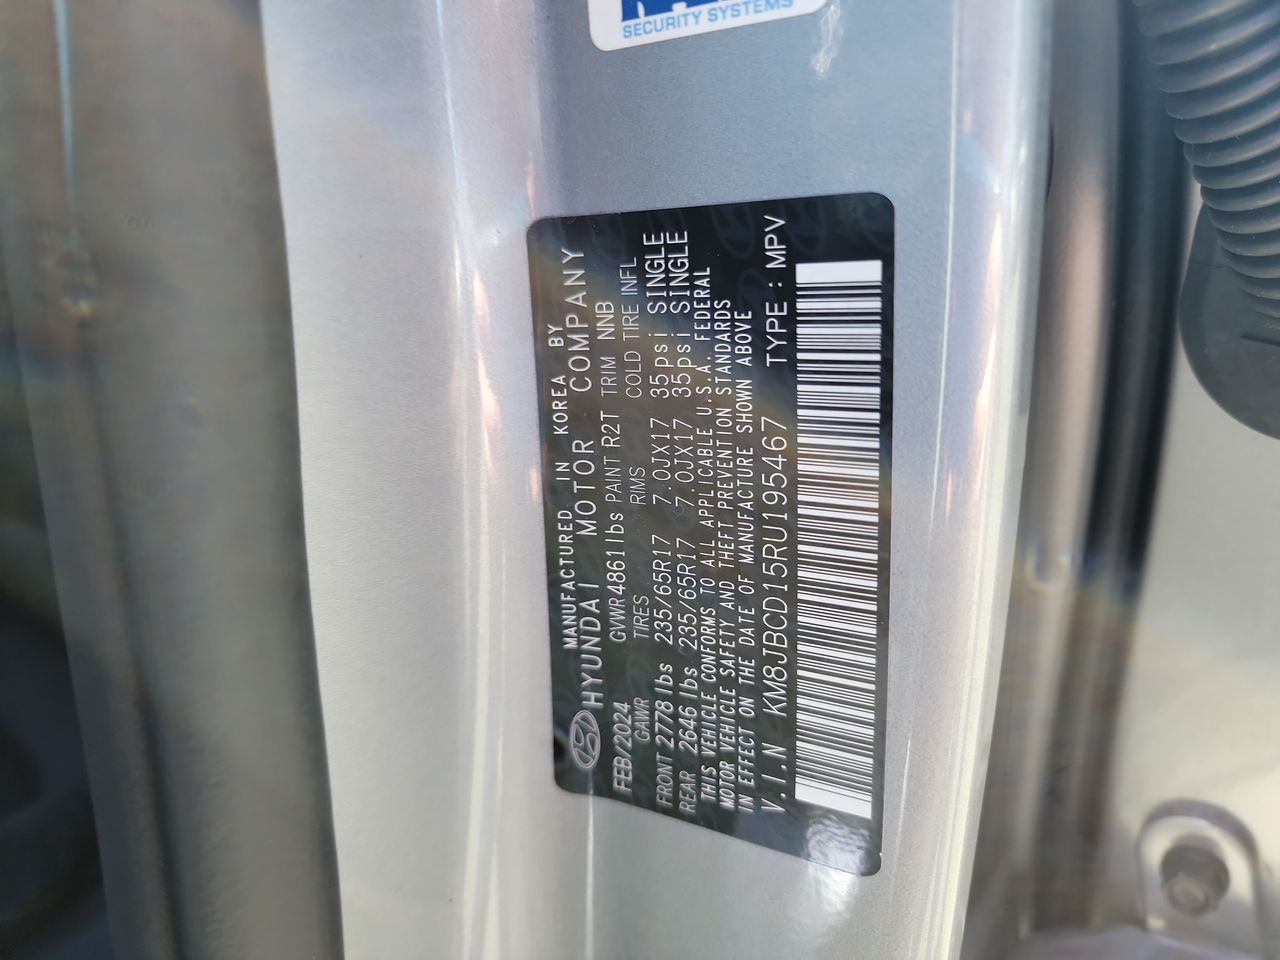 SECURITY SYSTEMS
MANUFACTURED IN KOREA BY
HYUNDAI MOTOR COMPANY
FEB/2024 GVWR 4861lbs PAINT R2T TRIM NNB
GAWR TIRES RIMS COLD TIRE INFL
FRONT 2778 lbs 235/65R17 7.0JX17 35psi SINGLE
REAR 2646 lbs 235/65R17 7.0JX17 35psi SINGLE
THIS VEHICLE CONFORMS TO ALL APPLICABLE U.S.A. FEDERAL
MOTOR VEHICLE SAFETY AND THEFT PREVENTION STANDARDS
IN EFFECT ON THE DATE OF MANUFACTURE SHOWN ABOVE
V.I.N KM8JBCD15RU195467 TYPE : MPV